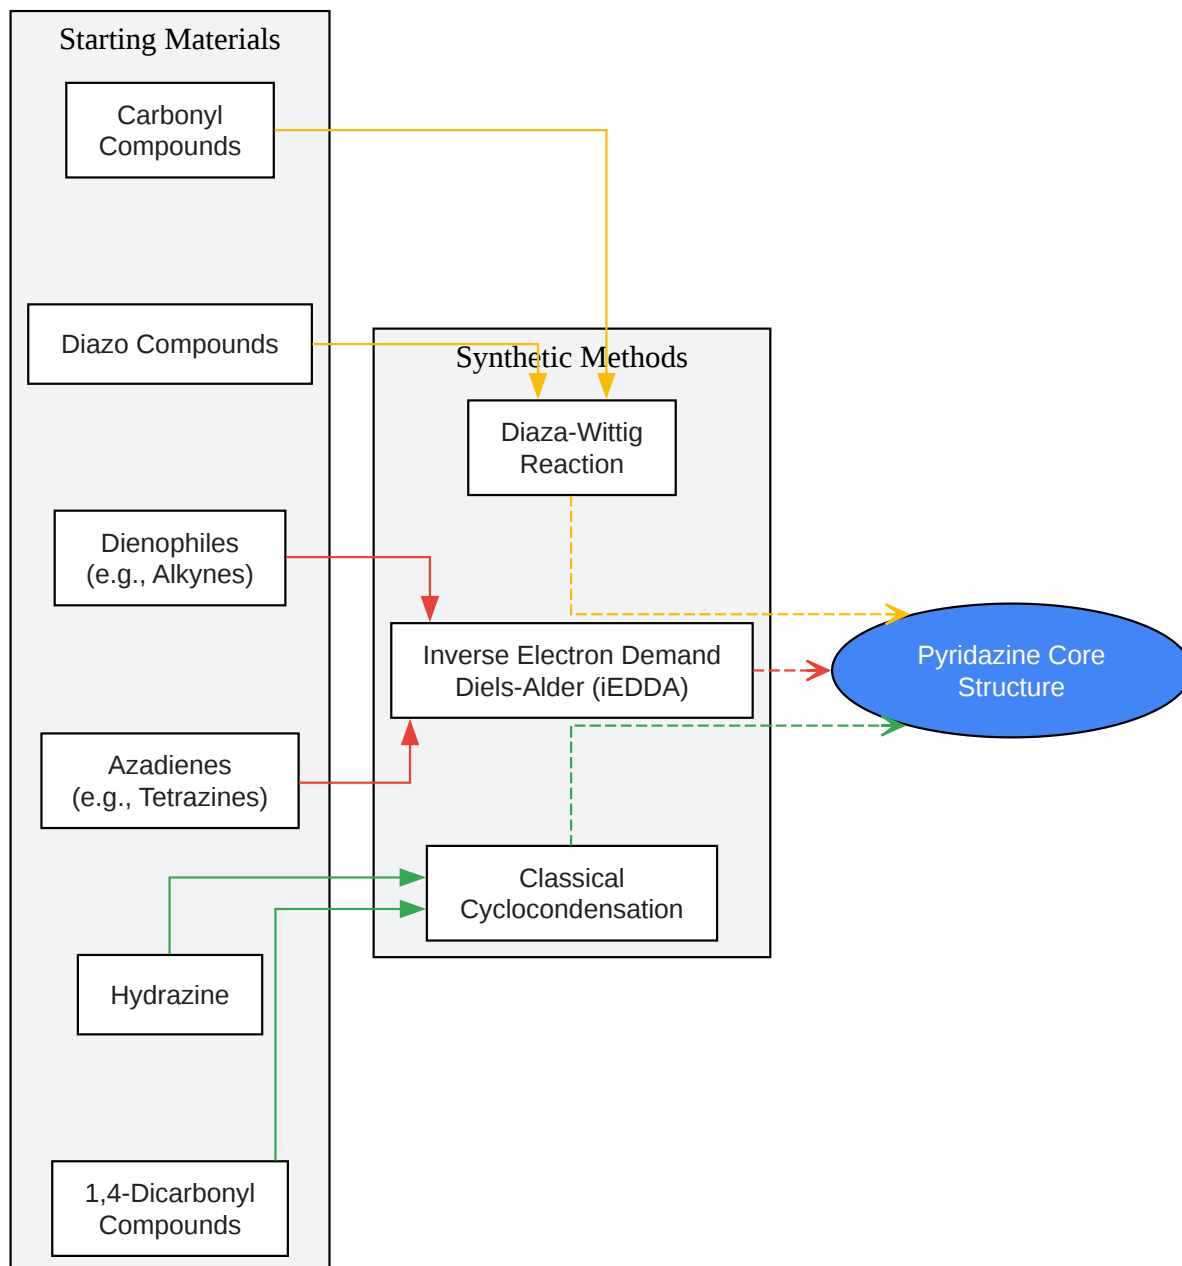 Starting Materials
Carbonyl
Compounds
Diazo Compounds
Dienophiles
(e.g., Alkynes)
Azadienes
(e.g., Tetrazines)
Hydrazine
1,4-Dicarbonyl
Compounds
Synthetic Methods
Diaza-Wittig
Reaction
Inverse Electron Demand
Diels-Alder (iEDDA)
Classical
Cyclocondensation
Pyridazine Core
Structure